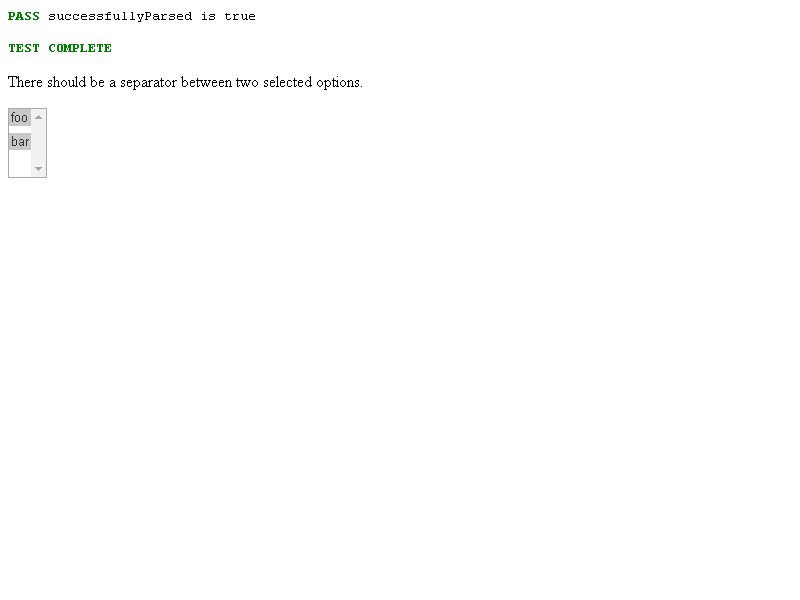 PASS successfullyParsed is true
TEST COMPLETE
There should be a separator between two selected options.
foo
bar